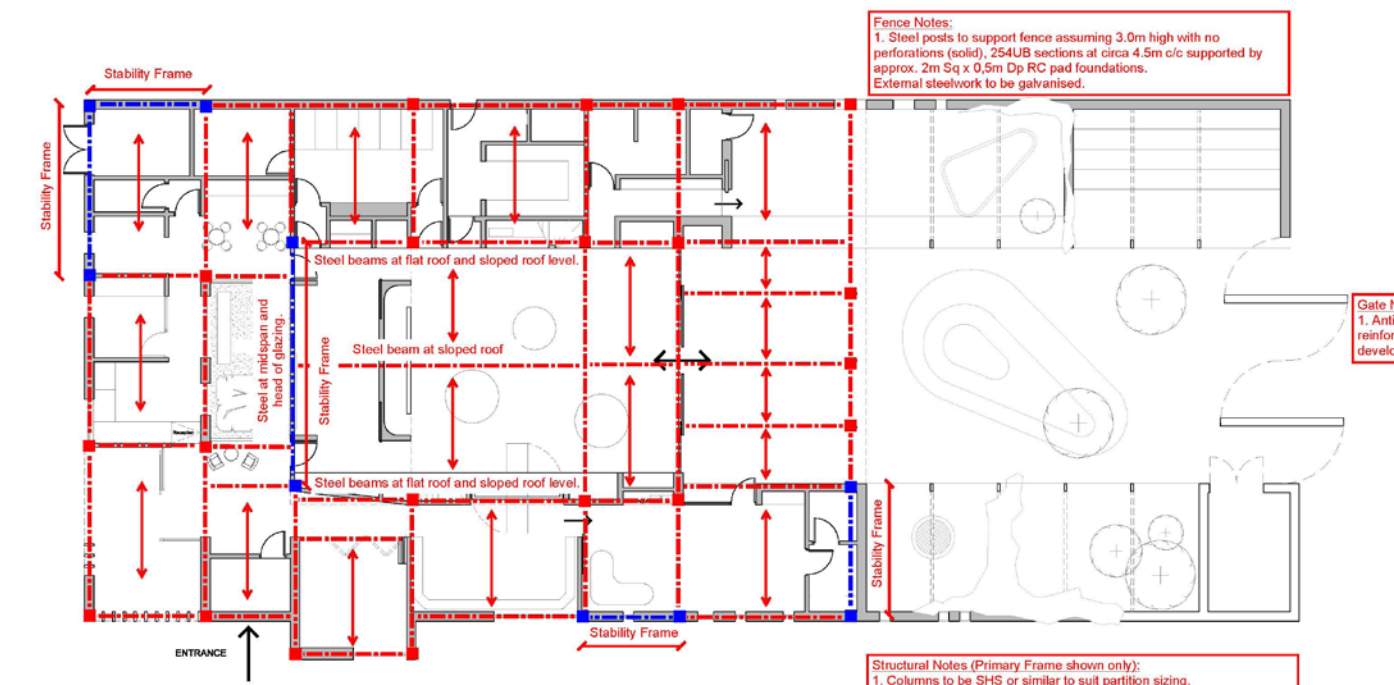 Fence Notes:
1. Steel posts to support fence assuming 3.0m high with no
perforations (solid), 254UB sections at circa 4.5m c/c supported by
approx. 2m Sq x 0,5m Dp RC pad foundations.
External steelwork to be galvanised.
Stability Frame
Stability Frame
Steel beams at flat roof and sloped roof level.
Steel at midspan and
head of glazing.
Steel beam at sloped roof
Stability Frame
Gate N
1. Anti
reinfor
develo
Reception
Steel beams at flat roof and sloped roof level.
Stability Frame
Stability Frame
ENTRANCE
Structural Notes (Primary Frame shown only):
1. Columns to be SHS or similar to suit partition sizing.